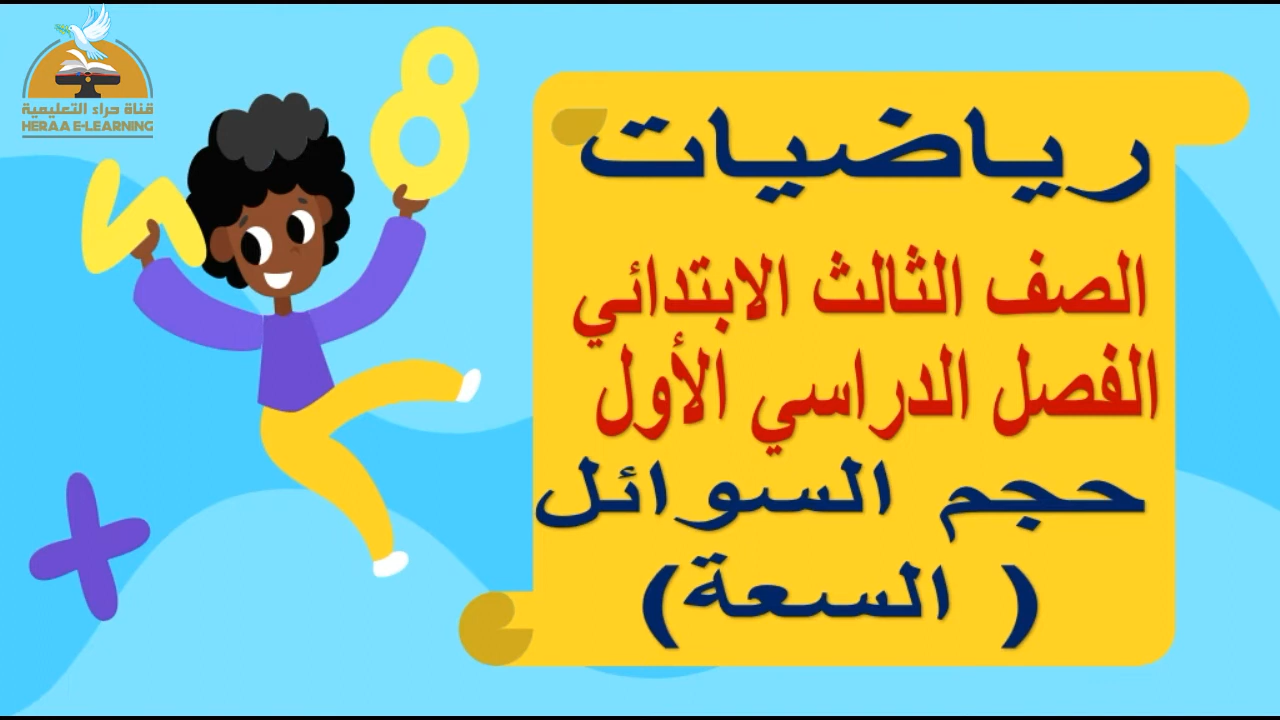 قناة حراء التعليمية
HERAA E-LEARNING
رياضيات
الصف الثالث الابتدائي
الفصل الدراسي الأول
حجم السوائل
( السعة)